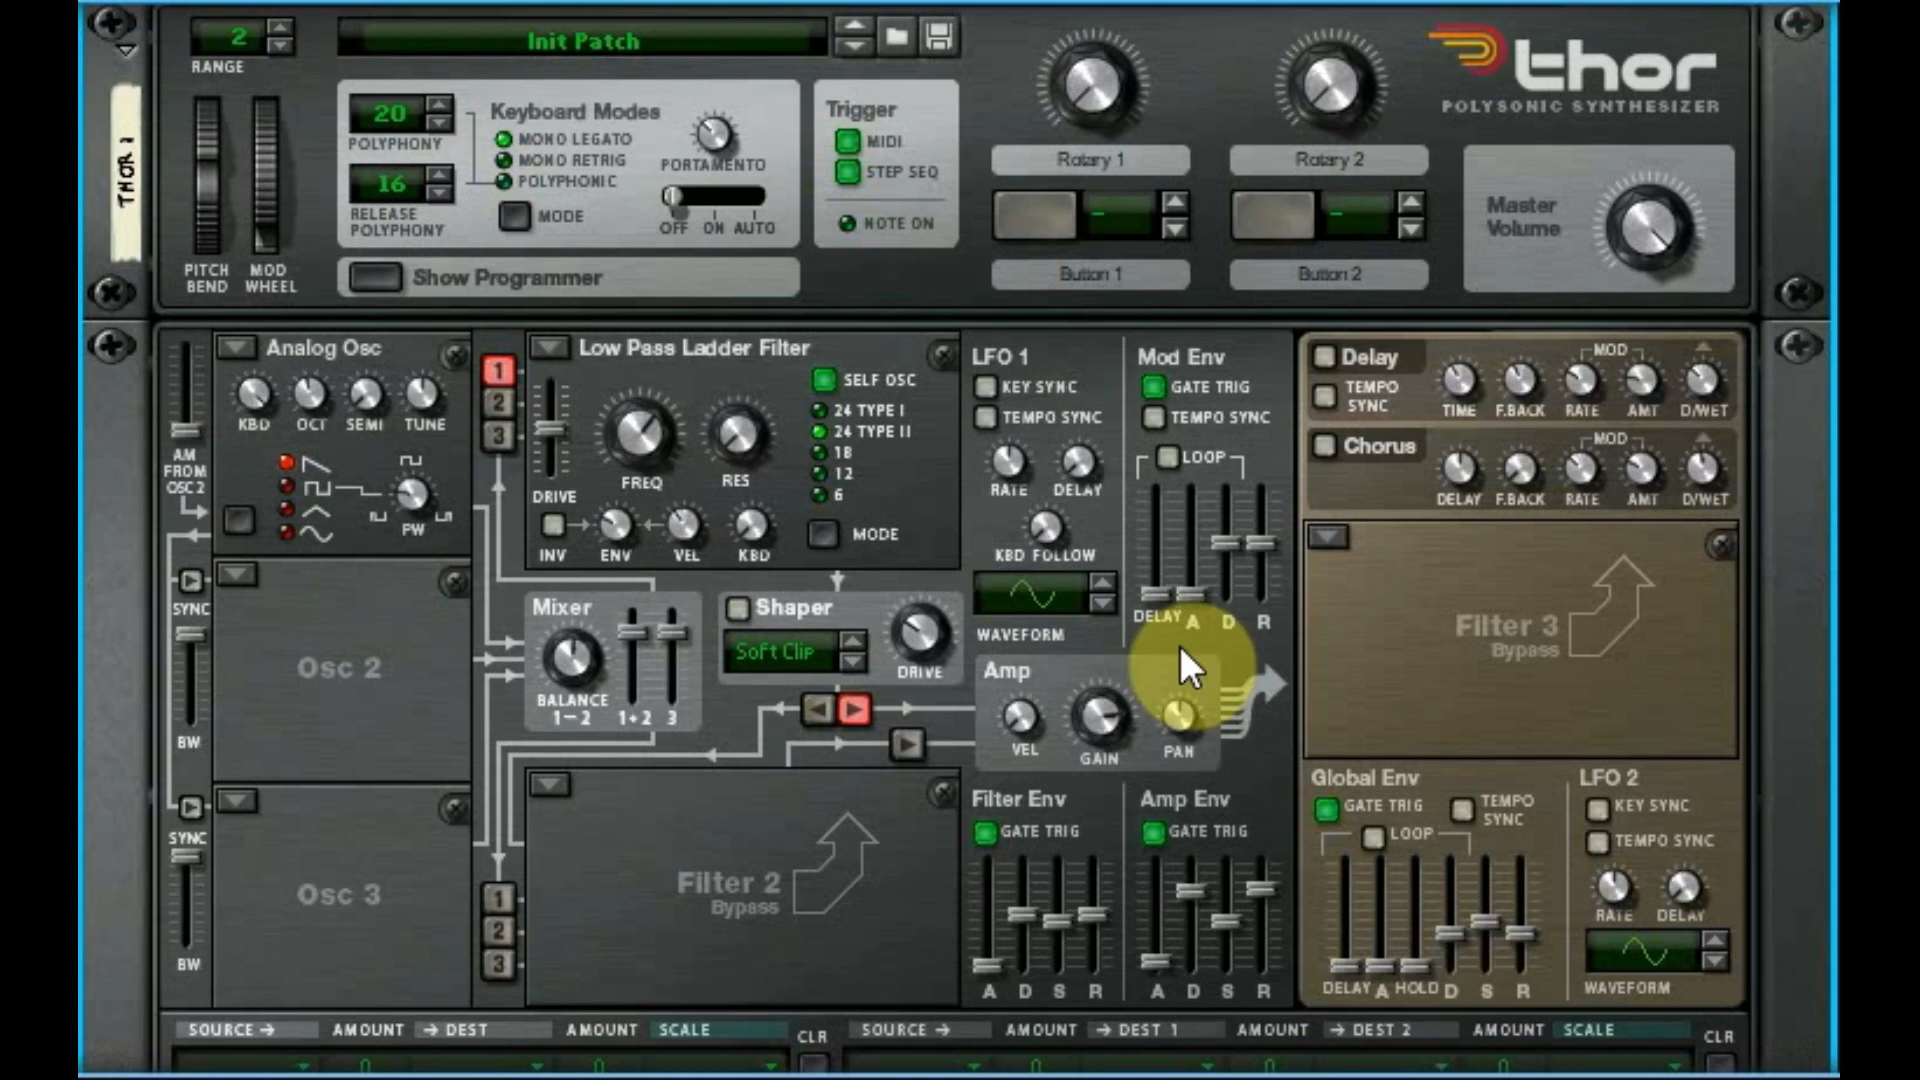 2
RANGE
Init Patch
thor
POLYSONIC SYNTHESIZER
THOR 1
20
POLYPHONY
16
RELEASE
POLYPHONY
Keyboard Modes
MONO LEGATO
MONO RETRIG
POLYPHONIC
MODE
PORTAMENTO
OFF ON AUTO
Trigger
MIDI
STEP SEQ
NOTE ON
Rotary 1
Rotary 2
Button 1
Button 2
Master
Volume
PITCH
BEND
MOD
WHEEL
Show Programmer
AM
FROM
OSC 2
Analog Osc
KBD OCT SEMI TUNE
PW
SYNC
BW
SYNC
BW
Osc 2
Osc 3
1
2
3
Low Pass Ladder Filter
SELF OSC
24 TYPE I
24 TYPE II
18
12
6
MODE
DRIVE
FREQ
RES
INV
ENV
VEL
KBD
Mixer
BALANCE
1-2
1+2 3
Shaper
Soft Clip
DRIVE
1
2
3
Filter 2
Bypass
LFO 1
KEY SYNC
TEMPO SYNC
RATE DELAY
KBD FOLLOW
WAVEFORM
Mod Env
GATE TRIG
TEMPO SYNC
LOOP
DELAY A D R
Amp
VEL
GAIN
PAN
Filter Env
GATE TRIG
A D S R
Amp Env
GATE TRIG
A D S R
Delay
TEMPO
SYNC
MOD
TIME F.BACK RATE AMT D/WET
Chorus
MOD
DELAY F.BACK RATE AMT D/WET
Filter 3
Bypass
Global Env
GATE TRIG
TEMPO
SYNC
LOOP
DELAY A HOLD D S R
LFO 2
KEY SYNC
TEMPO SYNC
RATE DELAY
WAVEFORM
SOURCE → AMOUNT → DEST AMOUNT SCALE CLR SOURCE → AMOUNT → DEST 1 AMOUNT → DEST 2 AMOUNT SCALE CLR
0 0 0 0 0